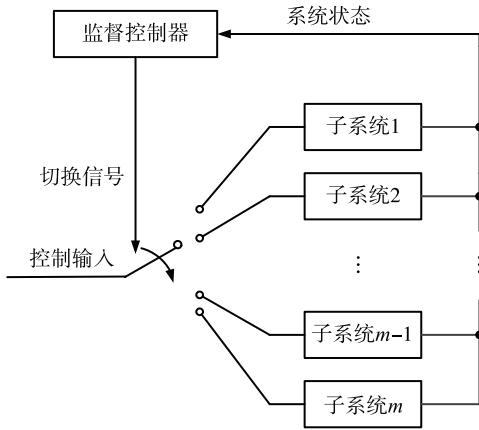 系统状态
监督控制器
子系统1
切换信号
子系统2
控制输入
⋮ ⋮
子系统m-1
子系统m